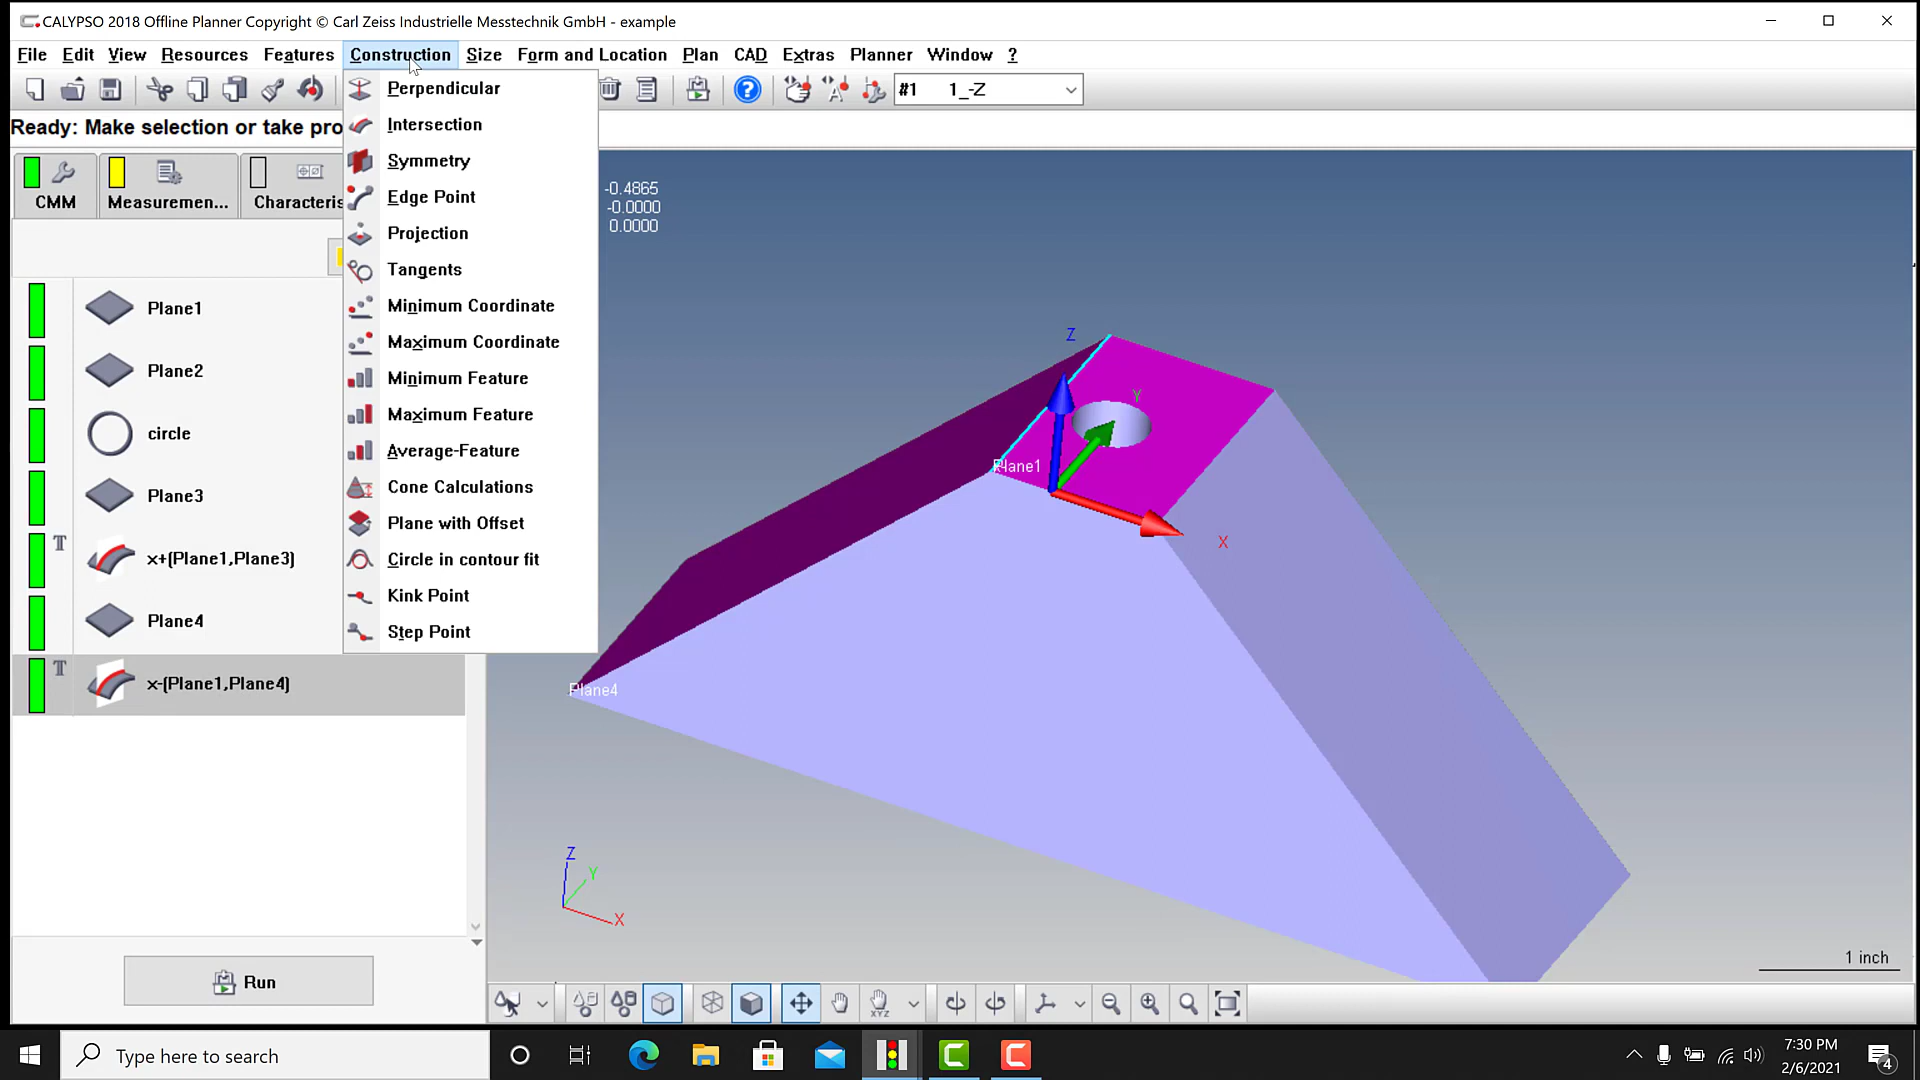 CALYPSO 2018 Offline Planner Copyright © Carl Zeiss Industrielle Messtechnik GmbH - example
File Edit View Resources Features Construction Size Form and Location Plan CAD Extras Planner Window ?
#1 1_-Z
Ready: Make selection or take pro
CMM
Measuremen...
Characteris
Plane1
Plane2
circle
Plane3
T x+(Plane1,Plane3)
Plane4
T x-(Plane1,Plane4)
Run
Perpendicular
Intersection
Symmetry
Edge Point
Projection
Tangents
Minimum Coordinate
Maximum Coordinate
Minimum Feature
Maximum Feature
Average-Feature
Cone Calculations
Plane with Offset
Circle in contour fit
Kink Point
Step Point
-0.4865
-0.0000
0.0000
Z
Y
Plane1
X
Plane4
Z
Y
X
1 inch
XYZ
Type here to search
7:30 PM
2/6/2021
4